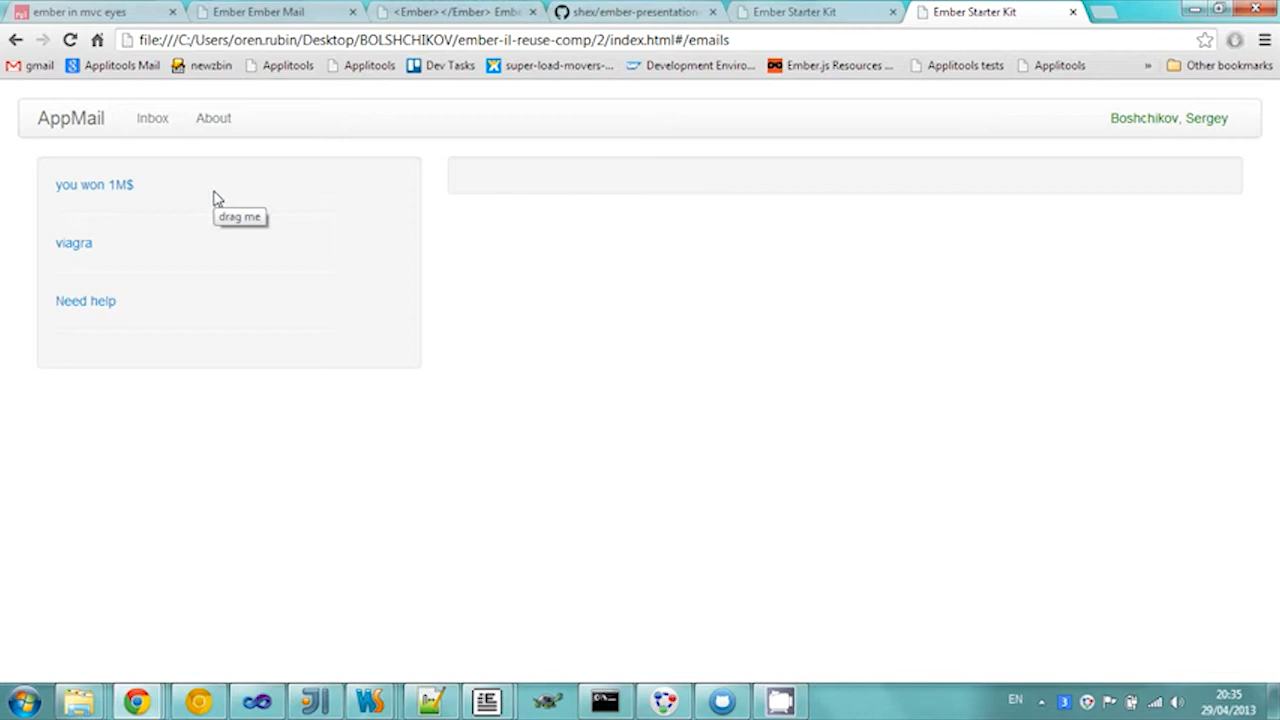 ember in mvc eyes
Ember Ember Mail
<Ember></Ember> Embe
shex/ember-presentation
Ember Starter Kit
Ember Starter Kit
file:///C:/Users/oren.rubin/Desktop/BOLSHCHIKOV/ember-il-reuse-comp/2/index.html#/emails
gmail
Applitools Mail
newzbin
Applitools
Applitools
Dev Tasks
super-load-movers-...
Development Enviro...
Ember.js Resources ...
Applitools tests
Applitools
»
Other bookmarks
AppMail
Inbox
About
Boshchikov, Sergey
you won 1M$
drag me
viagra
Need help
EN
20:35
29/04/2013